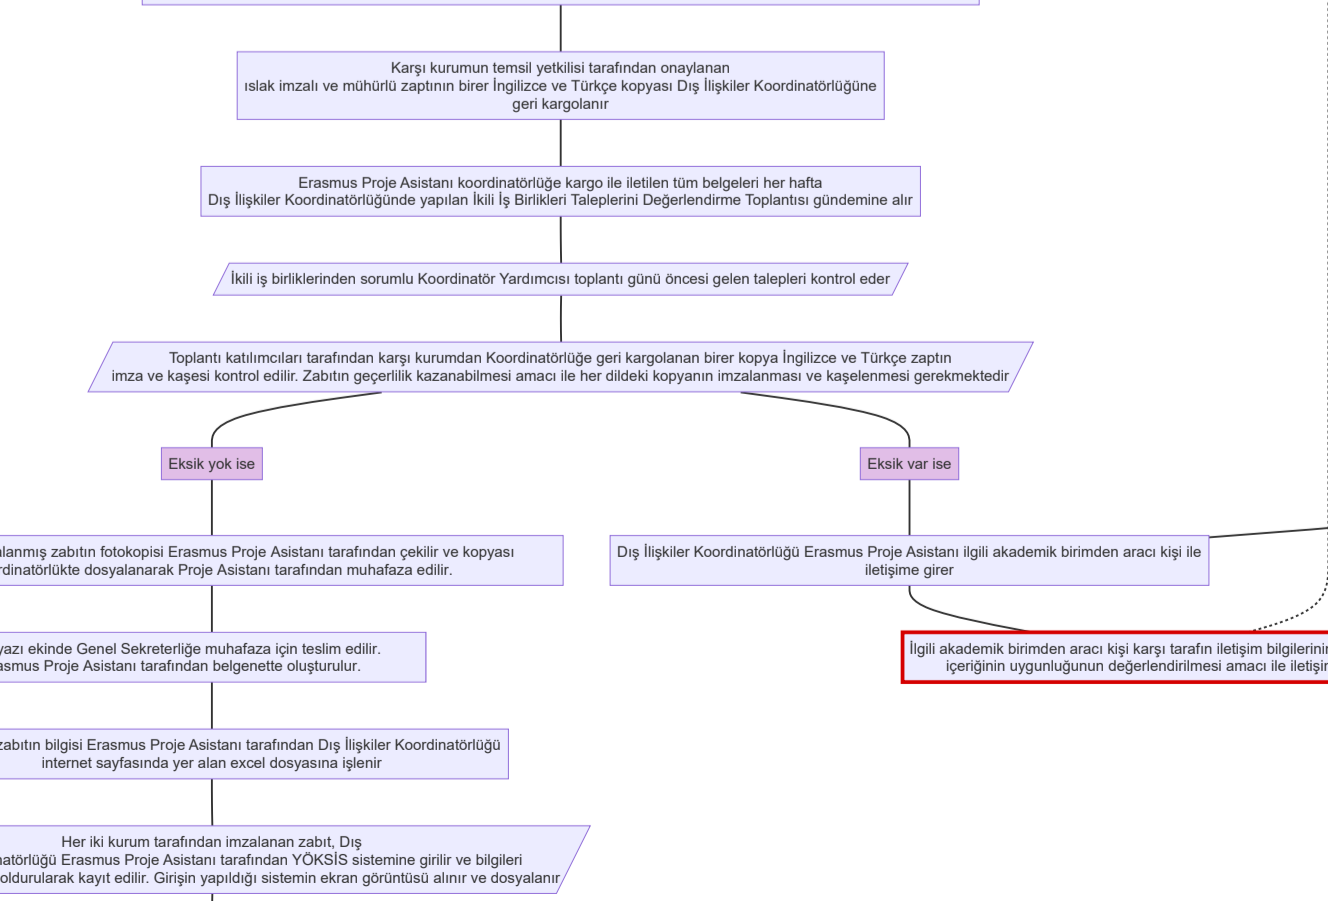 Karşı kurumun temsil yetkilisi tarafından onaylanan
ıslak imzalı ve mühürlü zaptının birer İngilizce ve Türkçe kopyası Dış İlişkiler Koordinatörlüğüne
geri kargolanır
Erasmus Proje Asistanı koordinatörlüğe kargo ile iletilen tüm belgeleri her hafta
Dış İlişkiler Koordinatörlüğünde yapılan İkili İş Birlikleri Taleplerini Değerlendirme Toplantısı gündemine alır
İkili iş birliklerinden sorumlu Koordinatör Yardımcısı toplantı günü öncesi gelen talepleri kontrol eder
Toplantı katılımcıları tarafından karşı kurumdan Koordinatörlüğe geri kargolanan birer kopya İngilizce ve Türkçe zaptın
imza ve kaşesi kontrol edilir. Zabıtın geçerlilik kazanabilmesi amacı ile her dildeki kopyanın imzalanması ve kaşelenmesi gerekmektedir
Eksik yok ise
Eksik var ise
lanmış zabıtın fotokopisi Erasmus Proje Asistanı tarafından çekilir ve kopyası
rdinatörlükte dosyalanarak Proje Asistanı tarafından muhafaza edilir.
Dış İlişkiler Koordinatörlüğü Erasmus Proje Asistanı ilgili akademik birimden aracı kişi ile
iletişime girer
yazı ekinde Genel Sekreterliğe muhafaza için teslim edilir.
asmus Proje Asistanı tarafından belgenette oluşturulur.
İlgili akademik birimden aracı kişi karşı tarafın iletişim bilgilerinin
içeriğinin uygunluğunun değerlendirilmesi amacı ile iletişim
zabıtın bilgisi Erasmus Proje Asistanı tarafından Dış İlişkiler Koordinatörlüğü
internet sayfasında yer alan excel dosyasına işlenir
Her iki kurum tarafından imzalanan zabıt, Dış
natörlüğü Erasmus Proje Asistanı tarafından YÖKSİS sistemine girilir ve bilgileri
oldurularak kayıt edilir. Girişin yapıldığı sistemin ekran görüntüsü alınır ve dosyalanır